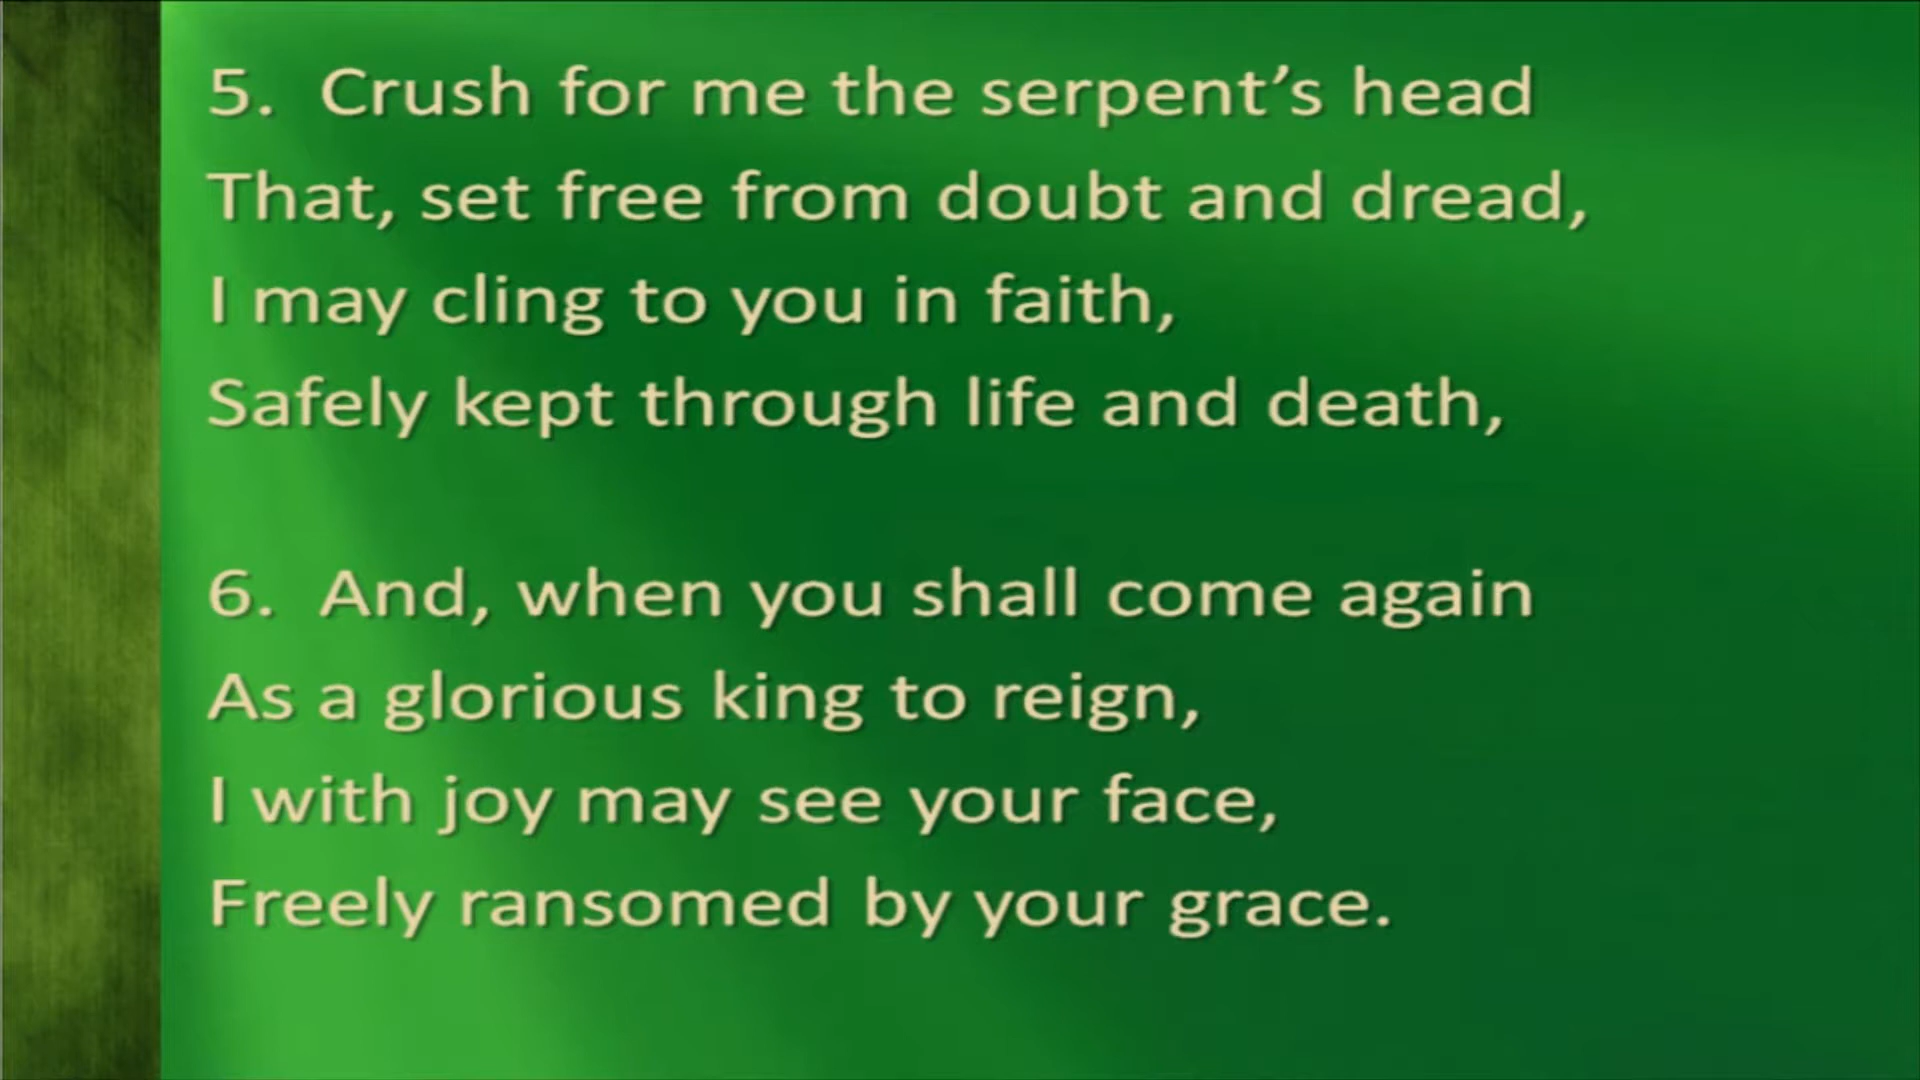 5.  Crush for me the serpent’s head
That, set free from doubt and dread,
I may cling to you in faith,
Safely kept through life and death,
6.  And, when you shall come again
As a glorious king to reign,
I with joy may see your face,
Freely ransomed by your grace.